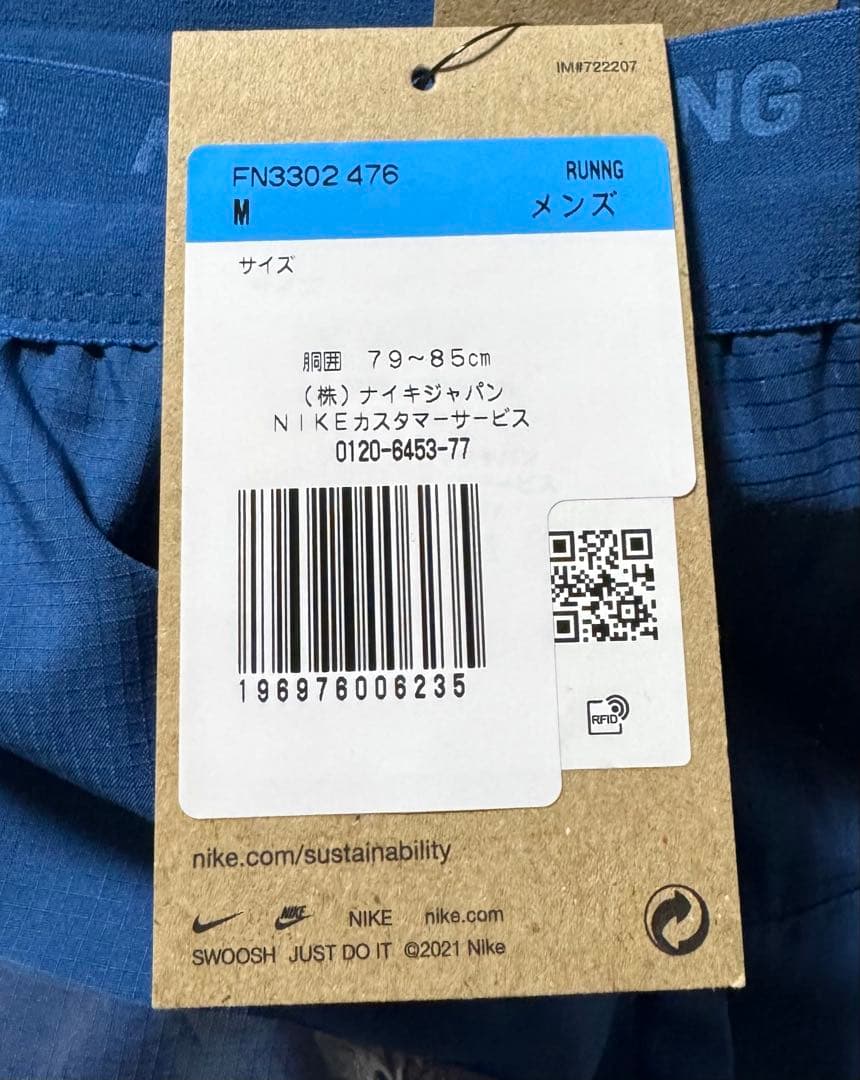 IM#722207
NG
FN3302 476
RUNNG
M
メンズ
サイズ
胴囲 79~85cm
(株)ナイキジャパン
NIKEカスタマーサービス
0120-6453-77
196976006235
RFID
nike.com/sustainability
NIKE NIKE nike.com
SWOOSH JUST DO IT ©2021 Nike